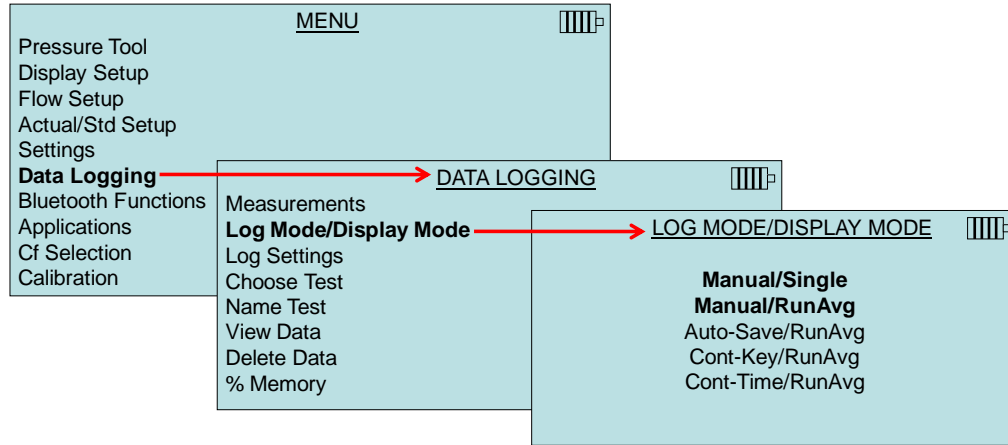 MENU
Pressure Tool
Display Setup
Flow Setup
Actual/Std Setup
Settings
Data Logging
Bluetooth Functions
Applications
Cf Selection
Calibration
DATA LOGGING
Measurements
Log Mode/Display Mode
Log Settings
Choose Test
Name Test
View Data
Delete Data
% Memory
LOG MODE/DISPLAY MODE
Manual/Single
Manual/RunAvg
Auto-Save/RunAvg
Cont-Key/RunAvg
Cont-Time/RunAvg